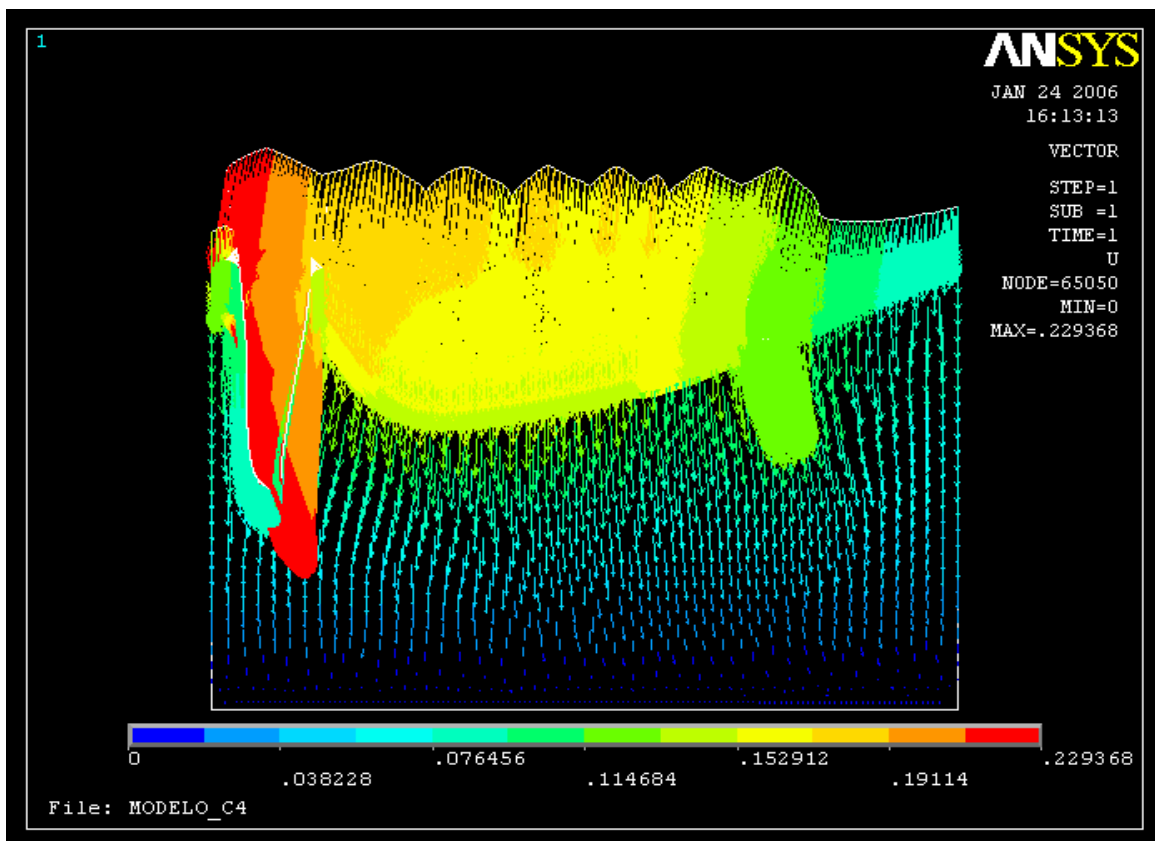 1
ANSYS
JAN 24 2006
16:13:13
VECTOR
STEP=1
SUB =1
TIME=1
U
NODE=65050
MIN=0
MAX=.229368
0 .076456 .152912 .229368
.038228 .114684 .19114
File: MODELO_C4